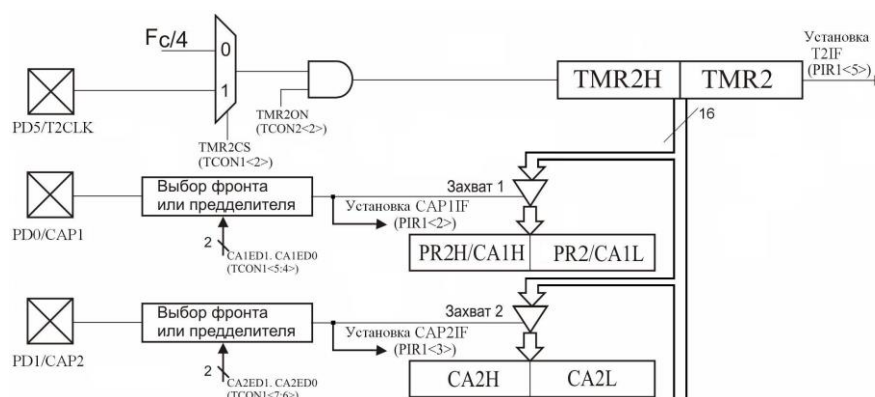 Fc/4
0
1
PD5/T2CLK
TMR2CS
(TCON1<2>)
TMR2ON
(TCON2<2>)
TMR2H
TMR2
Установка
T2IF
(PIR1<5>)
16
PD0/CAP1
Выбор фронта
или предделителя
2
CA1ED1. CA1ED0
(TCON1<5:4>)
Захват 1
Установка CAP1IF
(PIR1<2>)
PR2H/CA1H
PR2/CA1L
PD1/CAP2
Выбор фронта
или предделителя
2
CA2ED1. CA2ED0
(TCON1<7:6>)
Захват 2
Установка CAP2IF
(PIR1<3>)
CA2H
CA2L